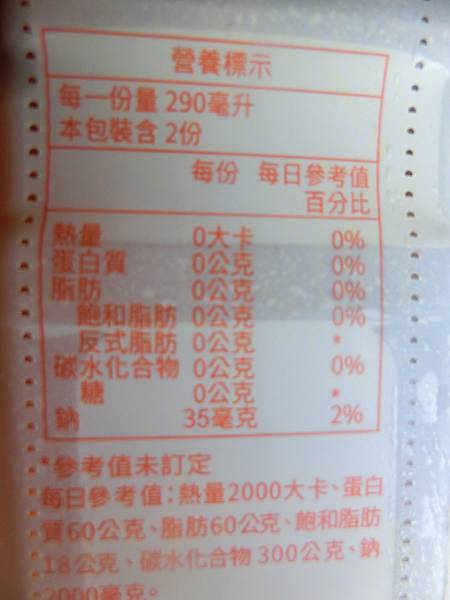 營養標示
每一份量 290毫升
本包裝含 2份
每份 每日參考值
百分比
熱量 0大卡 0%
蛋白質 0公克 0%
脂肪 0公克 0%
飽和脂肪 0公克 0%
反式脂肪 0公克 *
碳水化合物 0公克 0%
糖 0公克 *
鈉 35毫克 2%
*參考值未訂定
每日參考值：熱量2000大卡、蛋白
質60公克、脂肪60公克、飽和脂肪
18公克、碳水化合物 300公克、鈉
2000毫克。